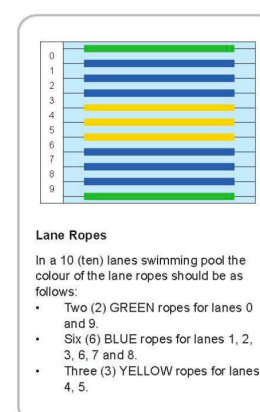 0
1
2
3
4
5
6
7
8
9
Lane Ropes
In a 10 (ten) lanes swimming pool the
colour of the lane ropes should be as
follows:
• Two (2) GREEN ropes for lanes 0
and 9.
• Six (6) BLUE ropes for lanes 1, 2,
3, 6, 7 and 8.
• Three (3) YELLOW ropes for lanes
4, 5.